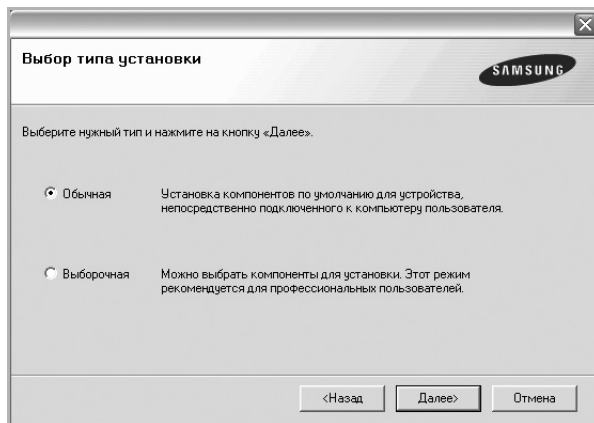 Выбор типа установки
SAMSUNG
Выберите нужный тип и нажмите на кнопку «Далее».
Обычная
Установка компонентов по умолчанию для устройства,
непосредственно подключенного к компьютеру пользователя.
Выборочная
Можно выбрать компоненты для установки. Этот режим
рекомендуется для профессиональных пользователей.
<Назад
Далее>
Отмена